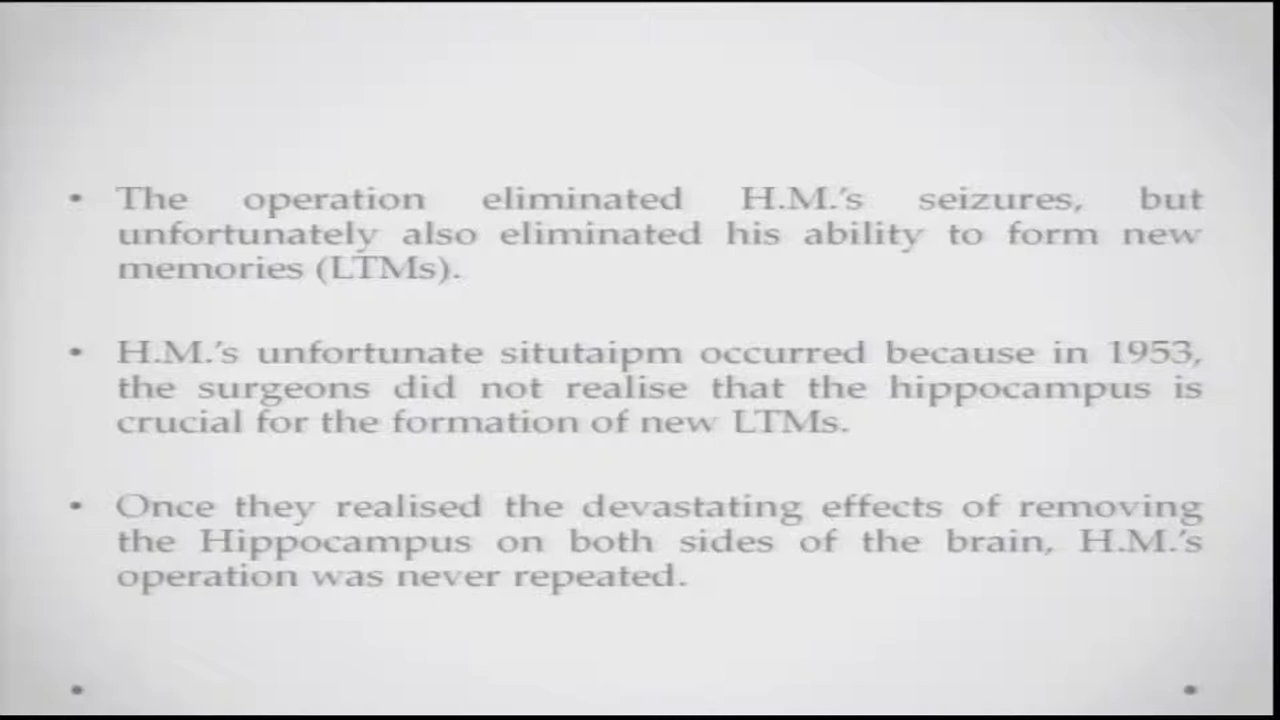 • The operation eliminated H.M.'s seizures, but
unfortunately also eliminated his ability to form new
memories (LTMs).
• H.M.'s unfortunate situtaipm occurred because in 1953,
the surgeons did not realise that the hippocampus is
crucial for the formation of new LTMs.
• Once they realised the devastating effects of removing
the Hippocampus on both sides of the brain, H.M.'s
operation was never repeated.